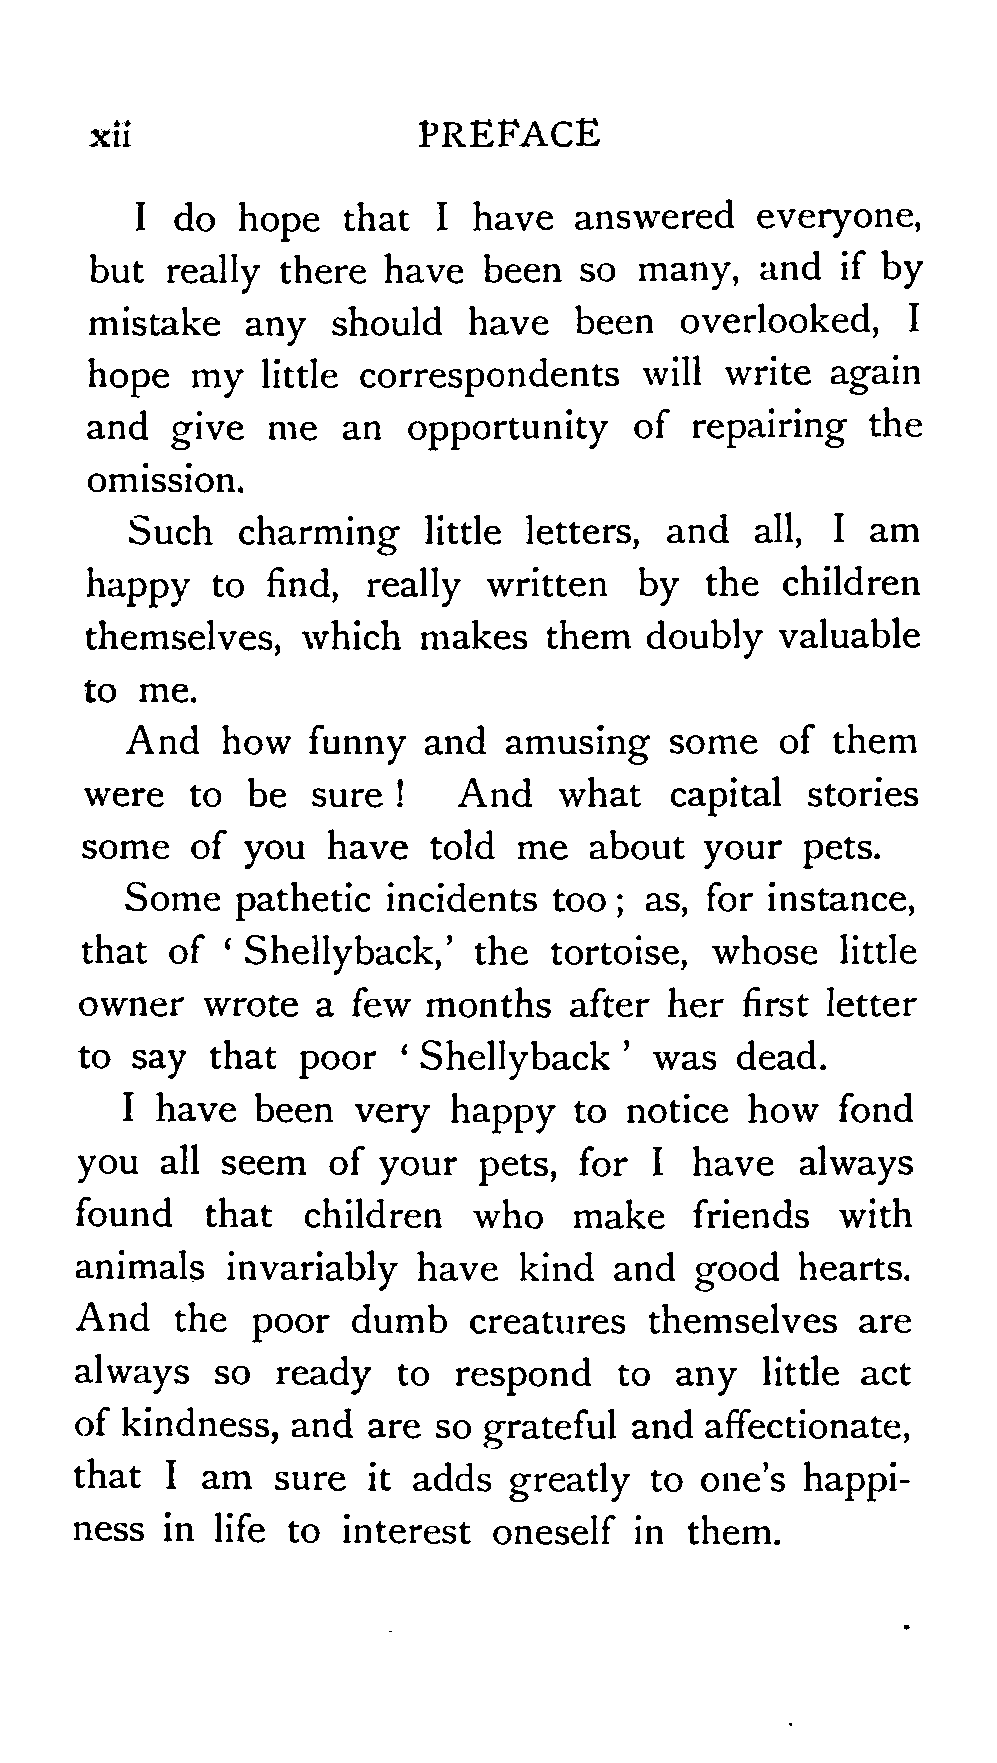 xii PREFACE
I do hope that I have answered everyone,
but really there have been so many, and if by
mistake any should have been overlooked, I
hope my little correspondents will write again
and give me an opportunity of repairing the
omission.
Such charming little letters, and all, I am
happy to find, really written by the children
themselves, which makes them doubly valuable
to me.
And how funny and amusing some of them
were to be sure ! And what capital stories
some of you have told me about your pets.
Some pathetic incidents too ; as, for instance,
that of ‘ Shellyback,’ the tortoise, whose little
owner wrote a few months after her first letter
to say that poor ‘ Shellyback ’ was dead.
I have been very happy to notice how fond
you all seem of your pets, for I have always
found that children who make friends with
animals invariably have kind and good hearts.
And the poor dumb creatures themselves are
always so ready to respond to any little act
of kindness, and are so grateful and affectionate,
that I am sure it adds greatly to one’s happi-
ness in life to interest oneself in them.